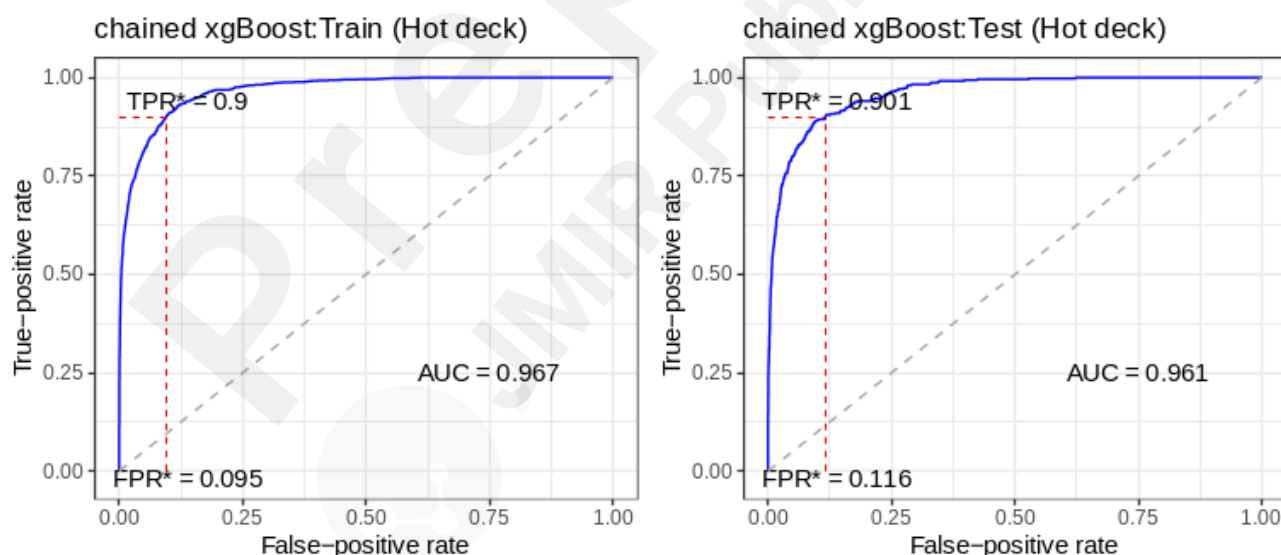 chained xgBoost:Train (Hot deck)
True−positive rate
1.00
0.75
0.50
0.25
0.00
TPR* = 0.9
AUC = 0.967
FPR* = 0.095
0.00 0.25 0.50 0.75 1.00
False−positive rate
chained xgBoost:Test (Hot deck)
True−positive rate
1.00
0.75
0.50
0.25
0.00
TPR* = 0.901
AUC = 0.961
FPR* = 0.116
0.00 0.25 0.50 0.75 1.00
False−positive rate
Pre
JMIR Publi